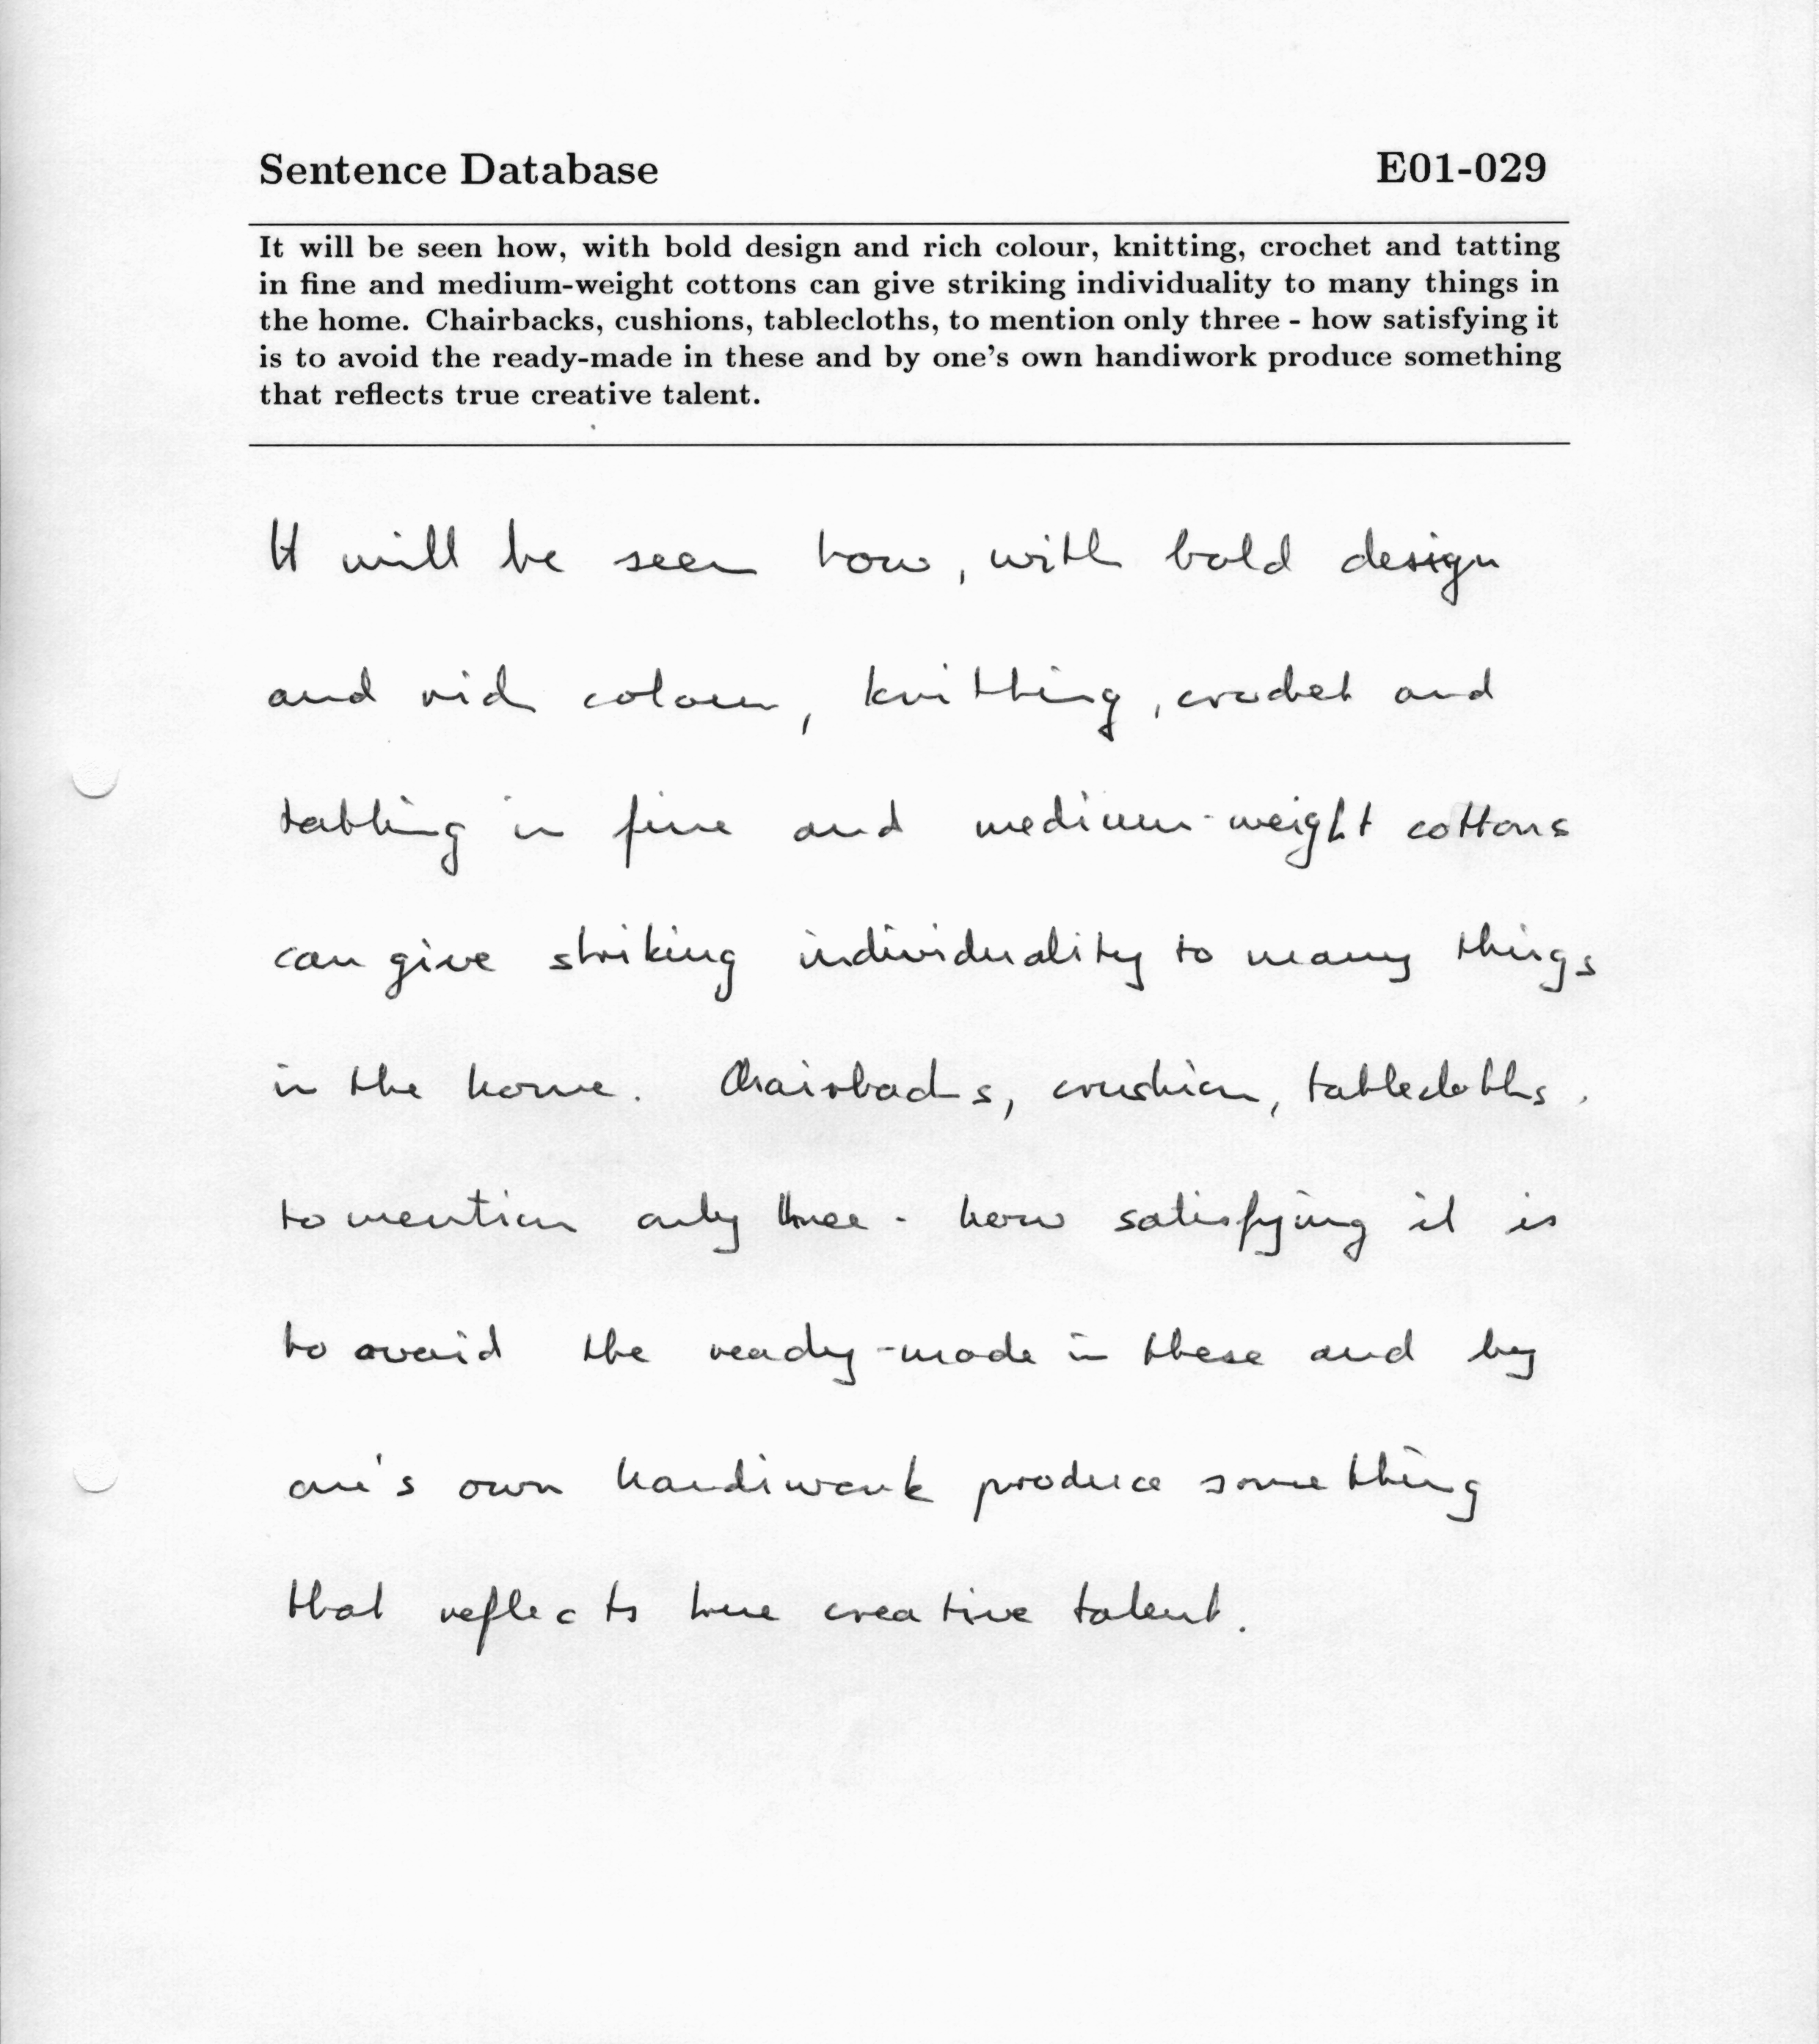 Sentence Database E01-029
It will be seen how, with bold design and rich colour, knitting, crochet and tatting
in fine and medium-weight cottons can give striking individuality to many things in
the home. Chairbacks, cushions, tablecloths, to mention only three - how satisfying it
is to avoid the ready-made in these and by one's own handiwork produce something
that reflects true creative talent.
It will be seen how, with bold design
and rich colour, knitting, crochet and
tatting in fine and medium-weight cottons
can give striking individuality to many things
in the home. Chairbacks, cushion, tablecloths,
to mention only three - how satisfying it is
to avoid the ready-made in these and by
one's own handiwork produce something
that reflects true creative talent.